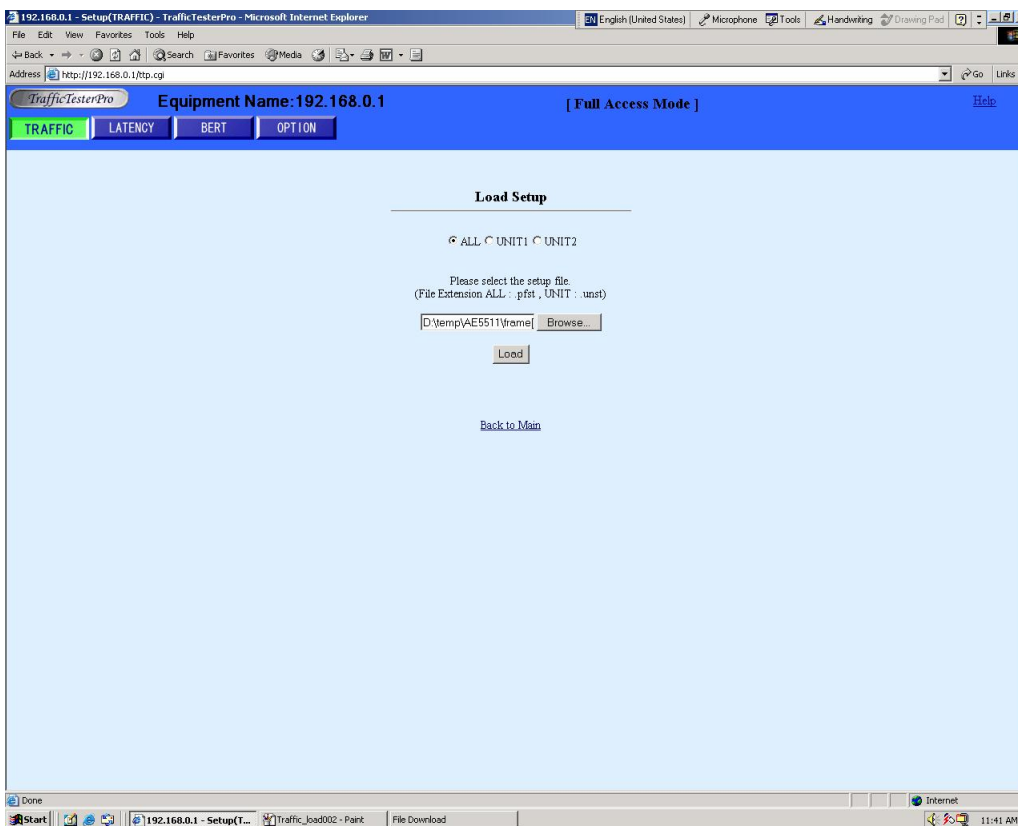 192.168.0.1 - Setup(TRAFFIC) - TrafficTesterPro - Microsoft Internet Explorer
EN English (United States) Microphone Tools Handwriting Drawing Pad
File Edit View Favorites Tools Help
Back Search Favorites Media
Address http://192.168.0.1/ttp.cgi Go Links
TrafficTesterPro Equipment Name:192.168.0.1 [ Full Access Mode ] Help
TRAFFIC LATENCY BERT OPTION
Load Setup
ALL UNIT1 UNIT2
Please select the setup file.
(File Extension ALL : .pfst , UNIT : .unst)
D:\temp\AE5511\frame[ Browse...
Load
Back to Main
Done Internet
Start 192.168.0.1 - Setup(T... Traffic_load002 - Paint File Download 11:41 AM